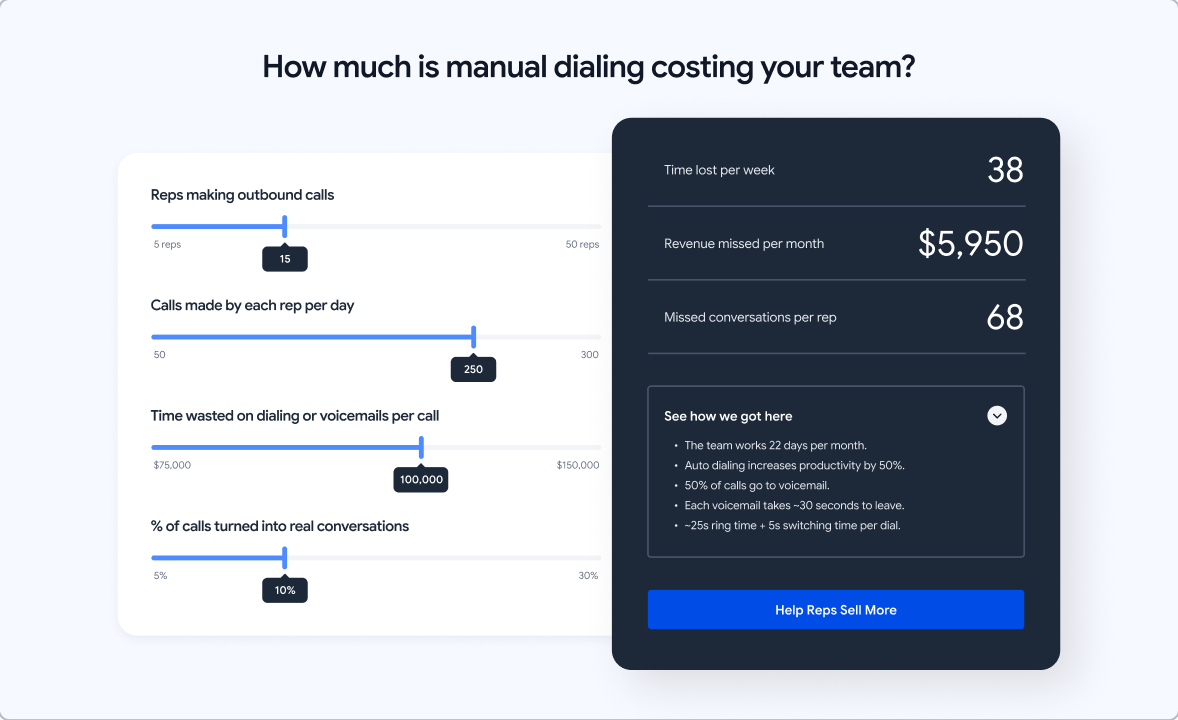 How much is manual dialing costing your team?
Reps making outbound calls
5 reps
50 reps
15
Calls made by each rep per day
50
300
250
Time wasted on dialing or voicemails per call
$75,000
$150,000
100,000
% of calls turned into real conversations
5%
30%
10%
Time lost per week
38
Revenue missed per month
$5,950
Missed conversations per rep
68
See how we got here
• The team works 22 days per month.
• Auto dialing increases productivity by 50%.
• 50% of calls go to voicemail.
• Each voicemail takes ~30 seconds to leave.
• ~25s ring time + 5s switching time per dial.
Help Reps Sell More